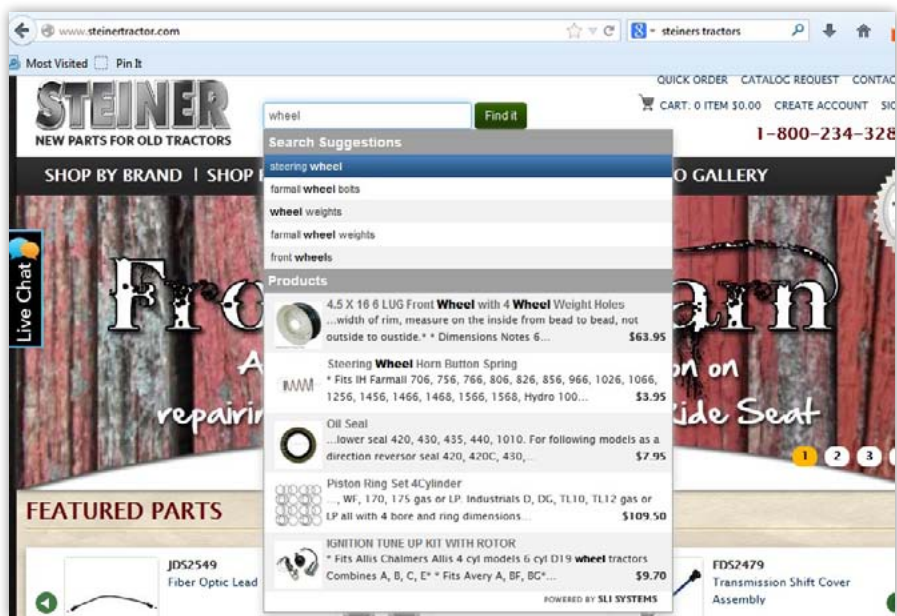 www.steinertractor.com
steiners tractors
Most Visited
Pin It
QUICK ORDER CATALOG REQUEST CONTAC
STEINER
NEW PARTS FOR OLD TRACTORS
wheel
Find it
CART: 0 ITEM $0.00 CREATE ACCOUNT SIG
1-800-234-328
SHOP BY BRAND | SHOP
O GALLERY
Search Suggestions
steering wheel
farmall wheel bolts
wheel weights
farmall wheel weights
front wheels
Live Chat
Fro
arn
A
on on
repairin
ide Seat
Products
4.5 X 16 6 LUG Front Wheel with 4 Wheel Weight Holes
...width of rim, measure on the inside from bead to bead, not
outside to oustide.* * Dimensions Notes 6... $63.95
Steering Wheel Horn Button Spring
* Fits IH Farmall 706, 756, 766, 806, 826, 856, 966, 1026, 1066,
1256, 1456, 1466, 1468, 1566, 1568, Hydro 100... $3.95
Oil Seal
...lower seal 420, 430, 435, 440, 1010. For following models as a
direction reversor seal 420, 420C, 430,... $7.95
1 2 3
Piston Ring Set 4Cylinder
..., WF, 170, 175 gas or LP. Industrials D, DG, TL10, TL12 gas or
LP all with 4 bore and ring dimensions... $109.50
IGNITION TUNE UP KIT WITH ROTOR
* Fits Allis Chalmers Allis 4 cyl models 6 cyl D19 wheel tractors
Combines A, B, C, E* * Fits Avery A, BF, BG*... $9.70
POWERED BY SLI SYSTEMS
FEATURED PARTS
JDS2549
Fiber Optic Lead
FDS2479
Transmission Shift Cover
Assembly